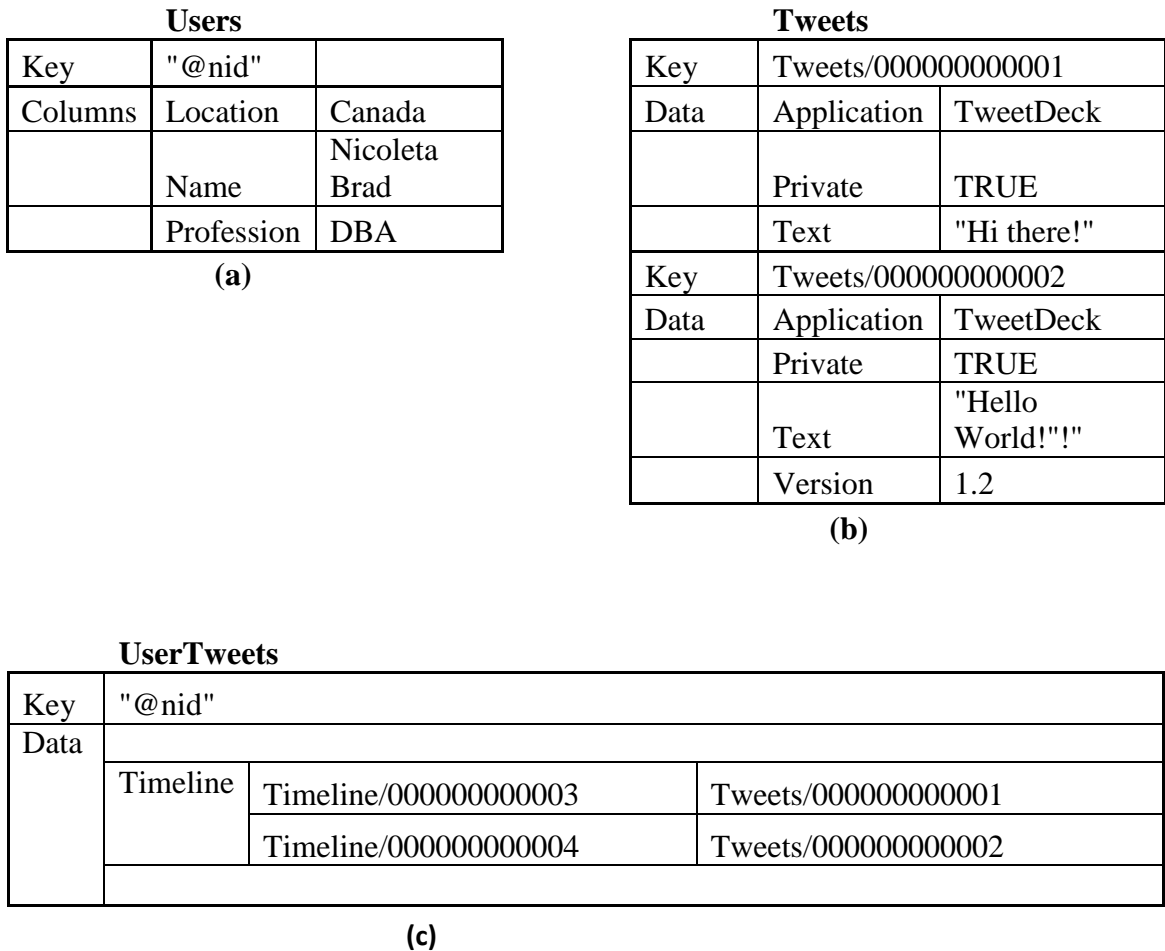 Users
Key "@nid"
Columns Location Canada
Name Nicoleta
Brad
Profession DBA
(a)
Tweets
Key Tweets/000000000001
Data Application TweetDeck
Private TRUE
Text "Hi there!"
Key Tweets/000000000002
Data Application TweetDeck
Private TRUE
Text "Hello
World!"!"
Version 1.2
(b)
UserTweets
Key "@nid"
Data
Timeline Timeline/000000000003 Tweets/000000000001
Timeline/000000000004 Tweets/000000000002
(c)